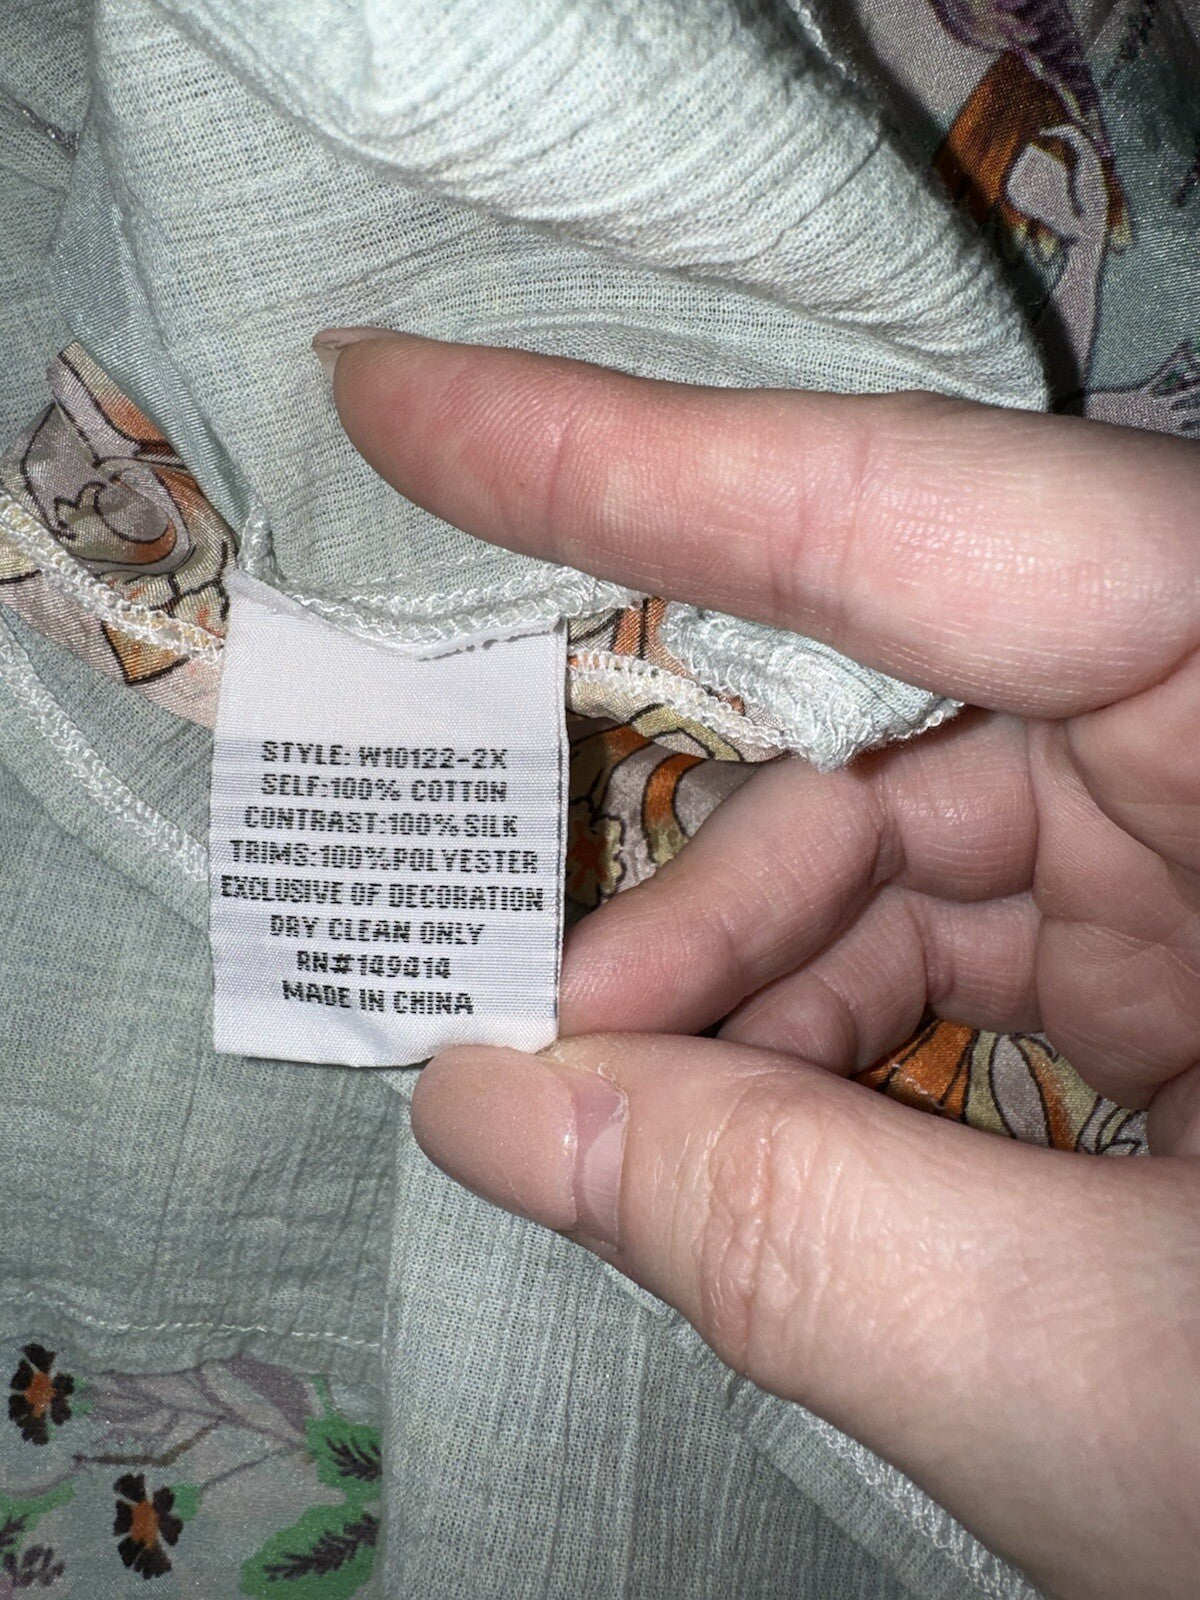 STYLE: W10122-2X
SELF:100% COTTON
CONTRAST:100%SILK
TRIMS:100%POLYESTER
EXCLUSIVE OF DECORATION
DRY CLEAN ONLY
RN#149414
MADE IN CHINA